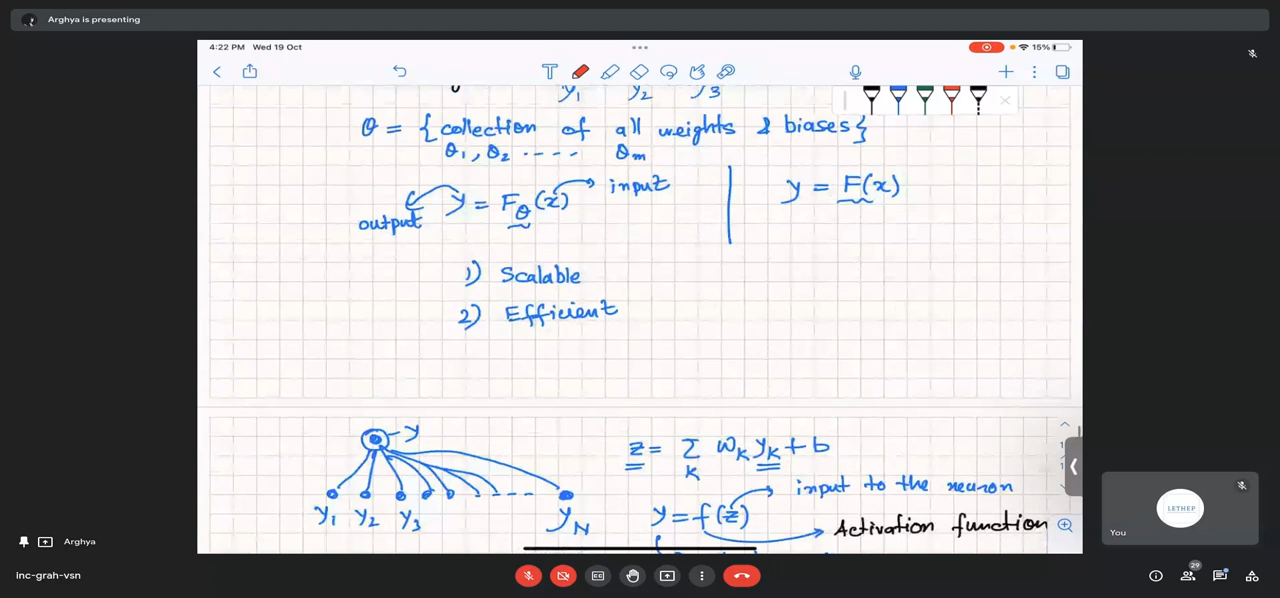 Arghya is presenting
4:22 PM Wed 19 Oct
15%
T
y1 y2 y3
θ = {collection of all weights & biases}
θ1, θ2 ---- θm
input
y = Fθ(x)
output
y = F(x)
1) Scalable
2) Efficient
y
y1 y2 y3 yN
z = Σ wk yk + b
K
input to the neuron
y = f(z)
Activation function
LETHEP
You
Arghya
lnc-grah-vsn
29